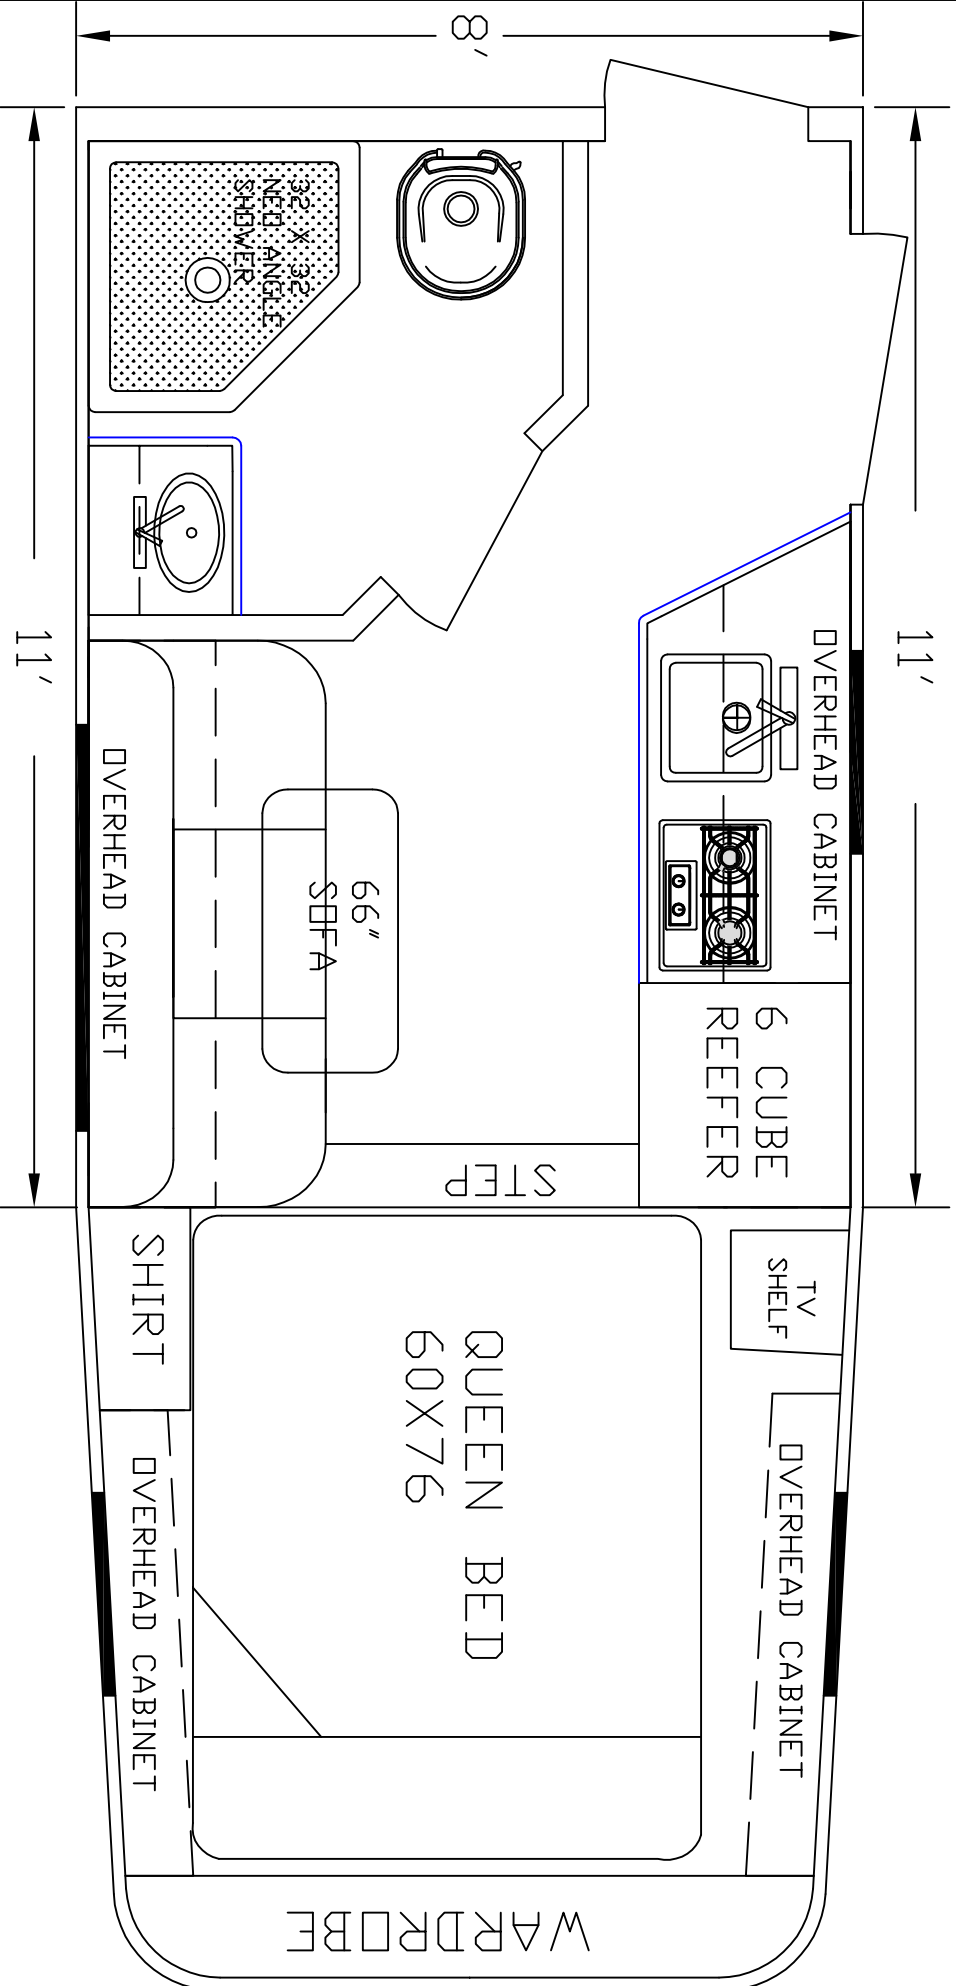 8'
11'
11'
32 X 32
NEO ANGLE
SHOWER
OVERHEAD CABINET
OVERHEAD CABINET
66"
SOFA
6 CUBE
REEFER
STEP
SHIRT
TV
SHELF
QUEEN BED
60X76
OVERHEAD CABINET
OVERHEAD CABINET
WARDROBE